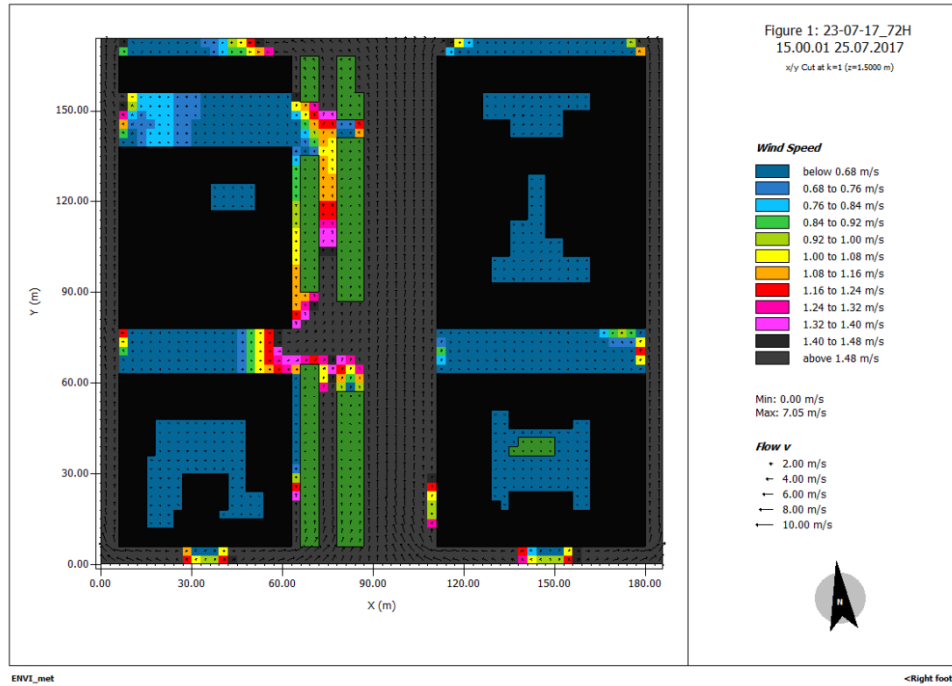 Figure 1: 23-07-17_72H
15.00.01 25.07.2017
x/y Cut at k=1 (z=1.5000 m)
Wind Speed
below 0.68 m/s
0.68 to 0.76 m/s
0.76 to 0.84 m/s
0.84 to 0.92 m/s
0.92 to 1.00 m/s
1.00 to 1.08 m/s
1.08 to 1.16 m/s
1.16 to 1.24 m/s
1.24 to 1.32 m/s
1.32 to 1.40 m/s
1.40 to 1.48 m/s
above 1.48 m/s
Min: 0.00 m/s
Max: 7.05 m/s
Flow v
2.00 m/s
4.00 m/s
6.00 m/s
8.00 m/s
10.00 m/s
N
Y (m)
150.00
120.00
90.00
60.00
30.00
0.00
0.00 30.00 60.00 90.00 120.00 150.00 180.00
X (m)
ENVI_met
<Right foot